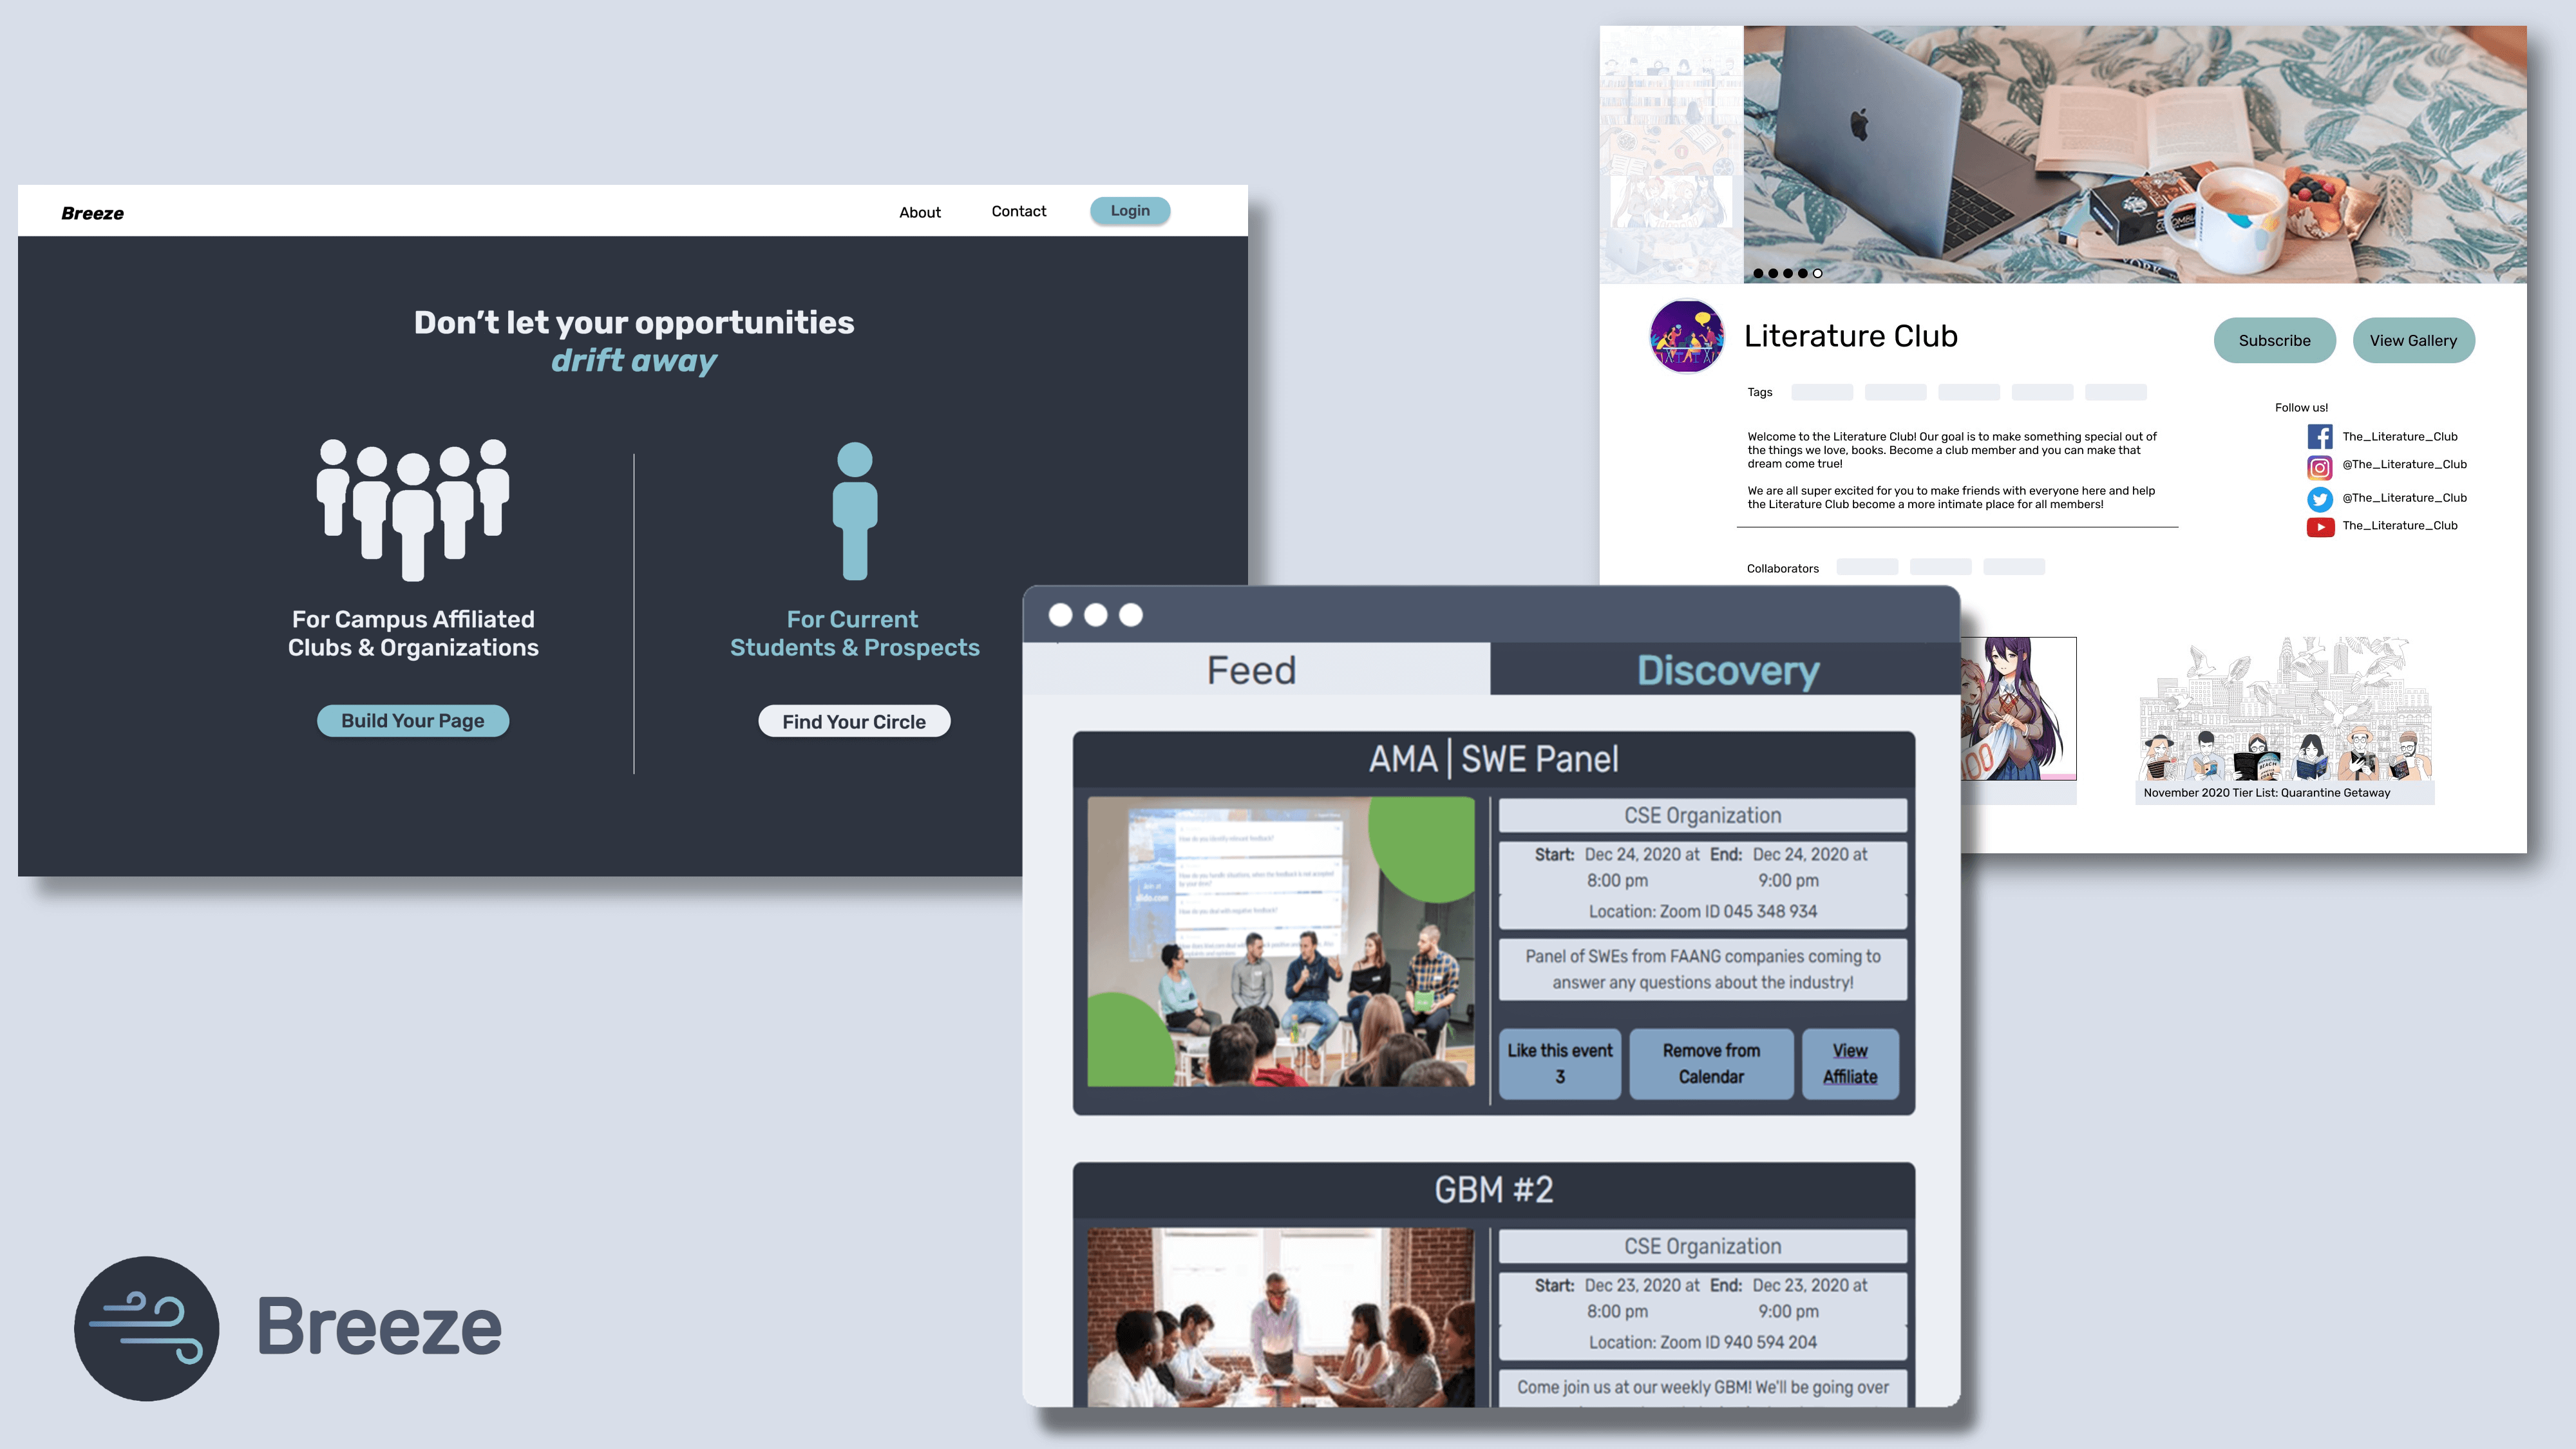 Breeze
About
Contact
Login
Don't let your opportunities
drift away
For Campus Affiliated
Clubs & Organizations
Build Your Page
For Current
Students & Prospects
Find Your Circle
Literature Club
Subscribe
View Gallery
Tags
Welcome to the Literature Club! Our goal is to make something special out of
the things we love, books. Become a club member and you can make that
dream come true!
We are all super excited for you to make friends with everyone here and help
the Literature Club become a more intimate place for all members!
Collaborators
Follow us!
The_Literature_Club
@The_Literature_Club
@The_Literature_Club
The_Literature_Club
November 2020 Tier List: Quarantine Getaway
Feed
Discovery
AMA | SWE Panel
slido.com
CSE Organization
Start: Dec 24, 2020 at End: Dec 24, 2020 at
8:00 pm 9:00 pm
Location: Zoom ID 045 348 934
Panel of SWEs from FAANG companies coming to
answer any questions about the industry!
Like this event
3
Remove from
Calendar
View
Affiliate
GBM #2
CSE Organization
Start: Dec 23, 2020 at End: Dec 23, 2020 at
8:00 pm 9:00 pm
Location: Zoom ID 940 594 204
Come join us at our weekly GBM! We'll be going over
Breeze